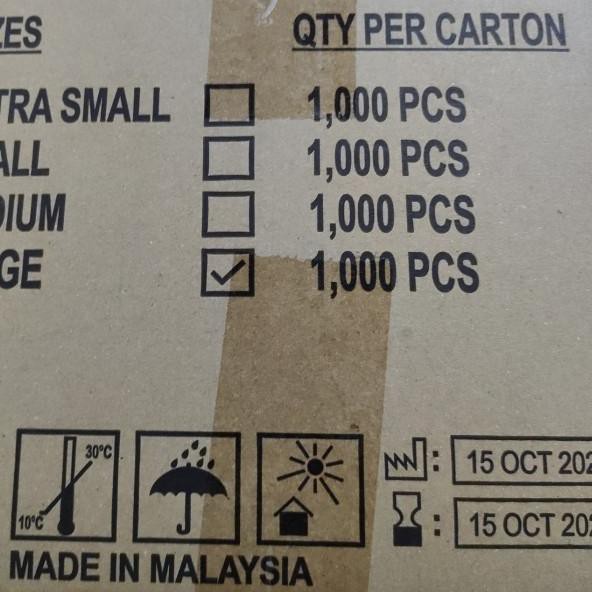 ZES QTY PER CARTON
TRA SMALL 1,000 PCS
ALL 1,000 PCS
DIUM 1,000 PCS
GE 1,000 PCS
30°C
10°C
: 15 OCT 202
: 15 OCT 202
MADE IN MALAYSIA